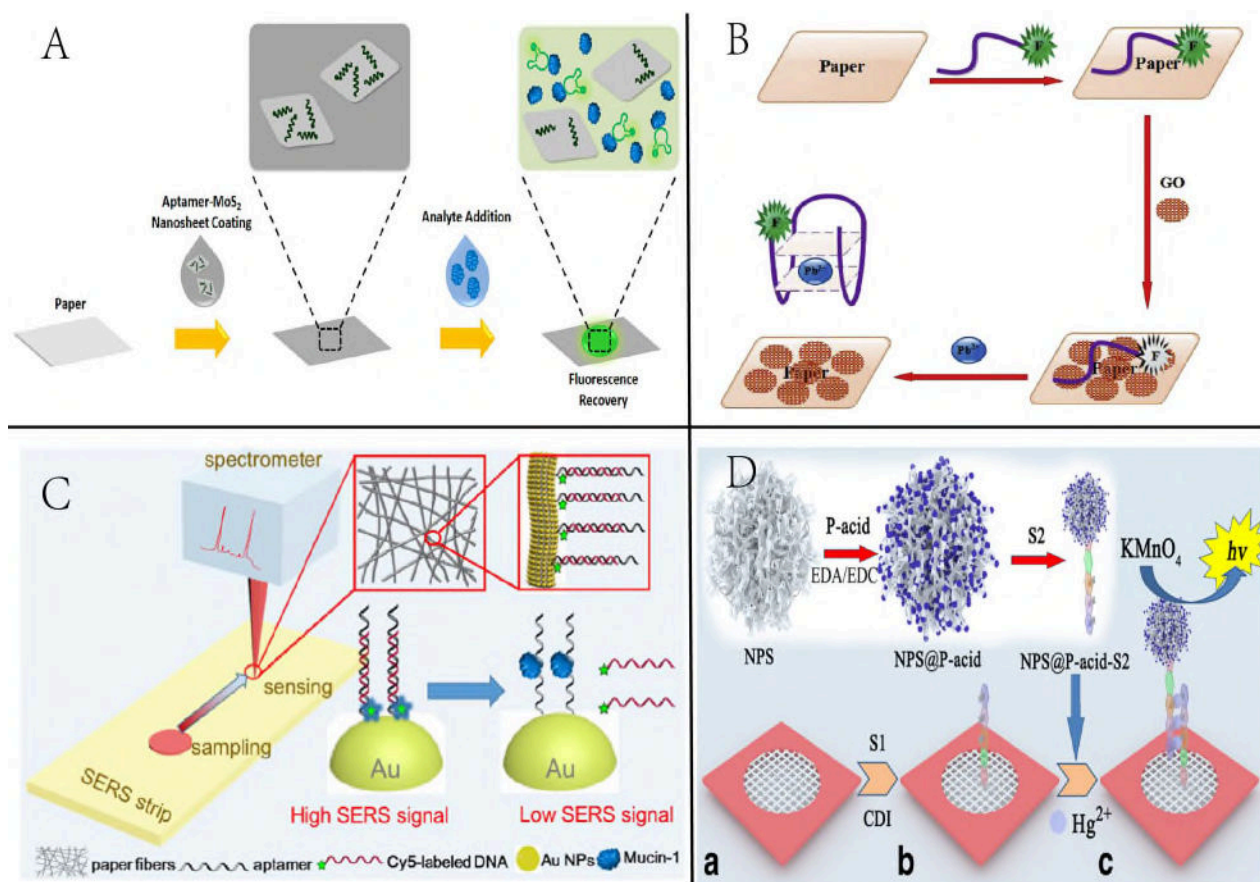 A
Aptamer-MoS₂
Nanosheet Coating
Analyte Addition
Paper
Fluorescence
Recovery
B
Paper
F
Paper
F
GO
F
Pb²⁺
Paper
Pb²⁺
Paper
F
C
spectrometer
sensing
sampling
SERS strip
Au
Au
High SERS signal
Low SERS signal
paper fibers
aptamer
Cy5-labeled DNA
Au NPs
Mucin-1
D
P-acid
EDA/EDC
S2
KMnO₄
hv
NPS
NPS@P-acid
NPS@P-acid-S2
S1
CDI
Hg²⁺
a
b
c